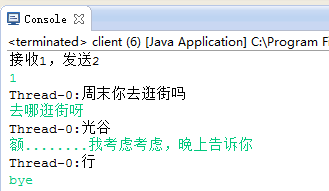 Console
<terminated> client (6) [Java Application] C:\Program Fi
接收1，发送2
1
Thread-0:周末你去逛街吗
去哪逛街呀
Thread-0:光谷
额........我考虑考虑，晚上告诉你
Thread-0:行
bye